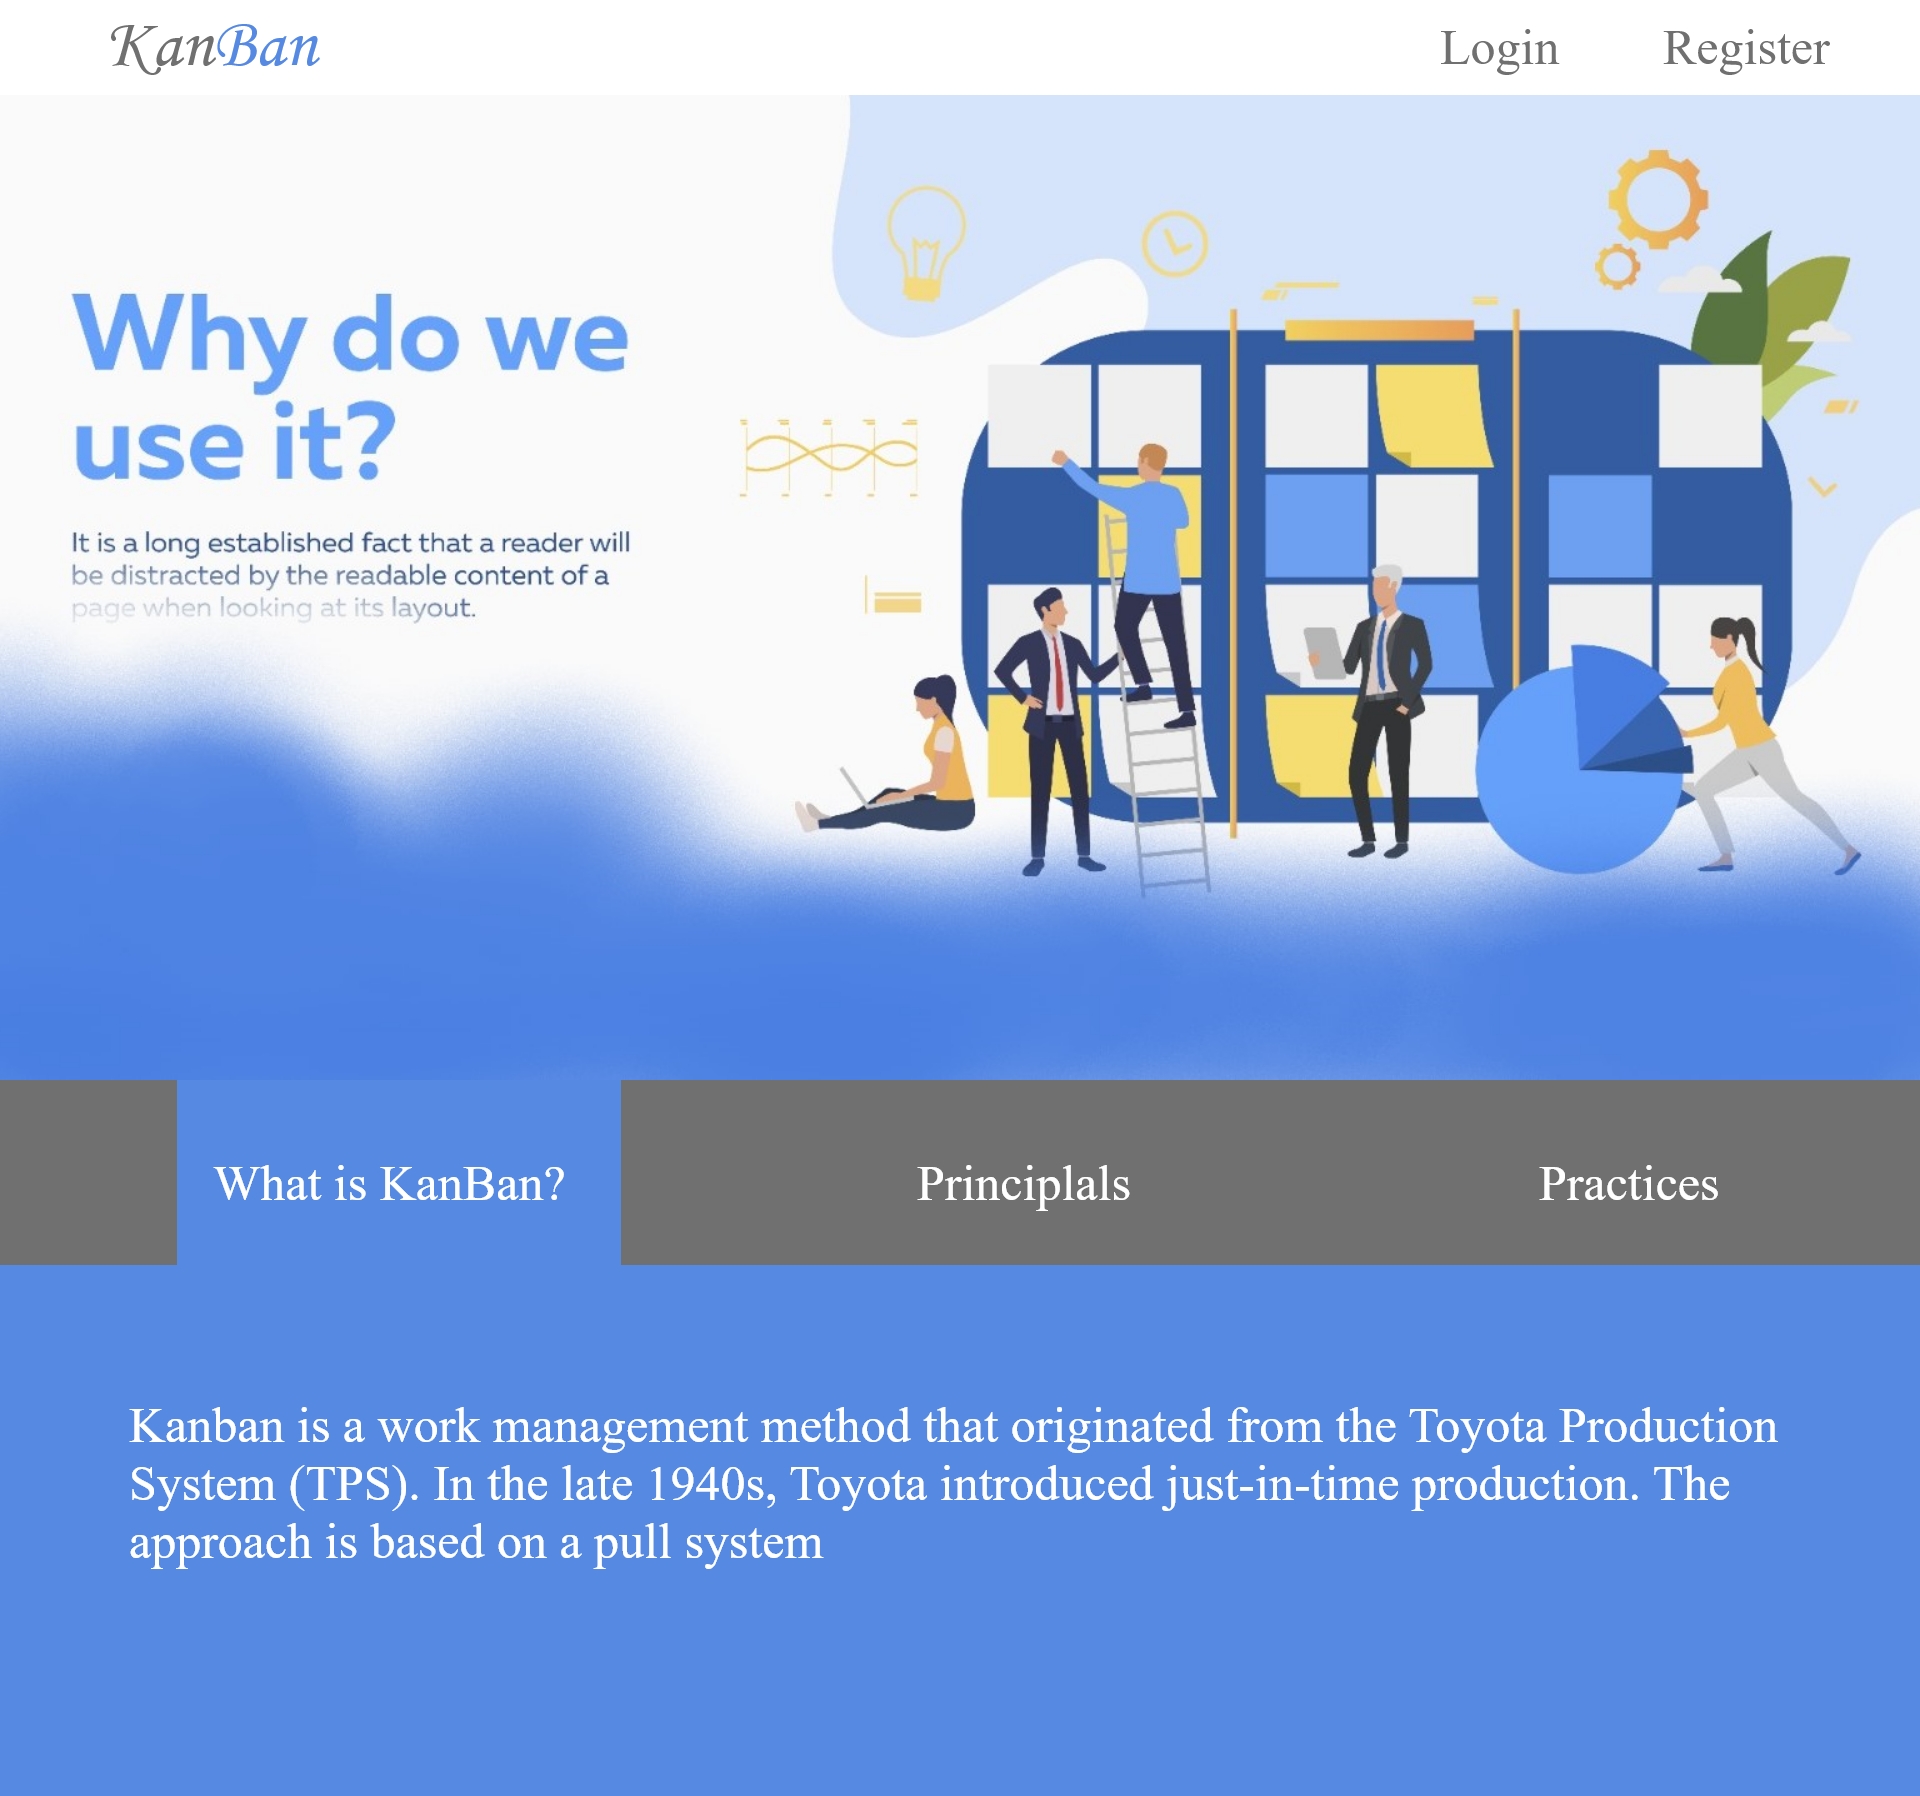 KanBan
Login
Register
Why do we
use it?
It is a long established fact that a reader will
be distracted by the readable content of a
page when looking at its layout.
What is KanBan?
Principlals
Practices
Kanban is a work management method that originated from the Toyota Production
System (TPS). In the late 1940s, Toyota introduced just-in-time production. The
approach is based on a pull system